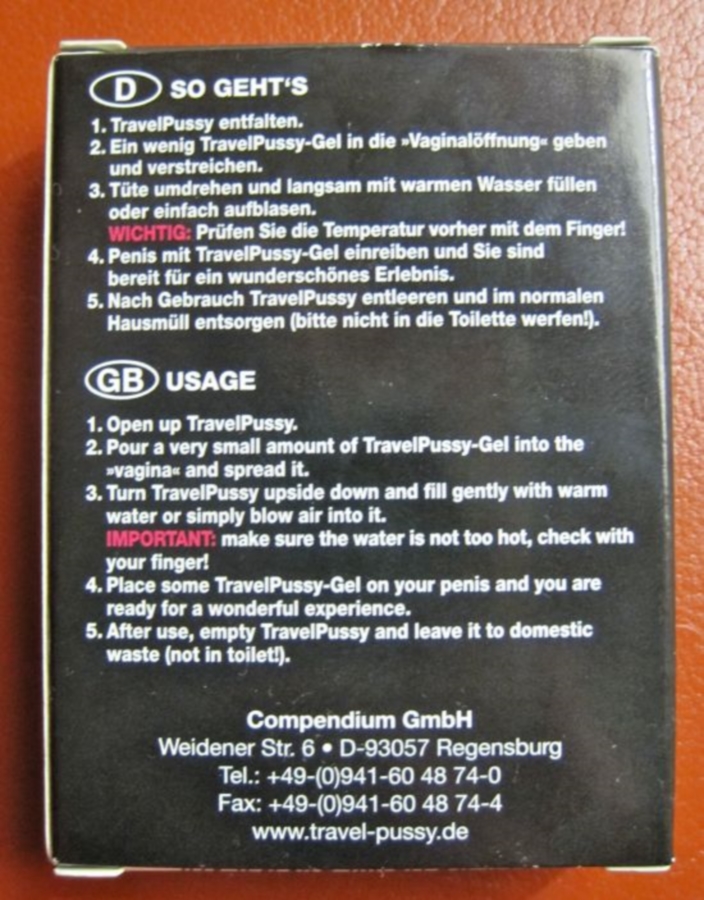 D SO GEHT'S
1. TravelPussy entfalten.
2. Ein wenig TravelPussy-Gel in die »Vaginalöffnung« geben
und verstreichen.
3. Tüte umdrehen und langsam mit warmen Wasser füllen
oder einfach aufblasen.
WICHTIG: Prüfen Sie die Temperatur vorher mit dem Finger!
4. Penis mit TravelPussy-Gel einreiben und Sie sind
bereit für ein wunderschönes Erlebnis.
5. Nach Gebrauch TravelPussy entleeren und im normalen
Hausmüll entsorgen (bitte nicht in die Toilette werfen!).
GB USAGE
1. Open up TravelPussy.
2. Pour a very small amount of TravelPussy-Gel into the
»vagina« and spread it.
3. Turn TravelPussy upside down and fill gently with warm
water or simply blow air into it.
IMPORTANT: make sure the water is not too hot, check with
your finger!
4. Place some TravelPussy-Gel on your penis and you are
ready for a wonderful experience.
5. After use, empty TravelPussy and leave it to domestic
waste (not in toilet!).
Compendium GmbH
Weidener Str. 6 • D-93057 Regensburg
Tel.: +49-(0)941-60 48 74-0
Fax: +49-(0)941-60 48 74-4
www.travel-pussy.de